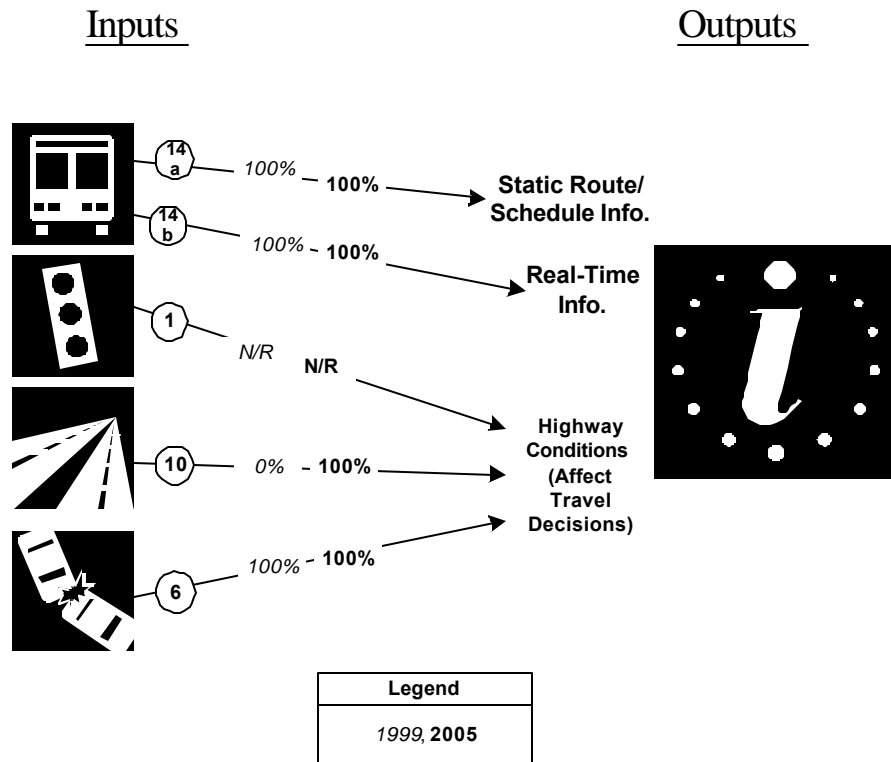 Inputs
Outputs
14
a
100%
100%
Static Route/
Schedule Info.
14
b
100%
100%
Real-Time
Info.
1
N/R
N/R
Highway
Conditions
(Affect
Travel
Decisions)
10
0%
100%
6
100%
100%
i
Legend
1999, 2005